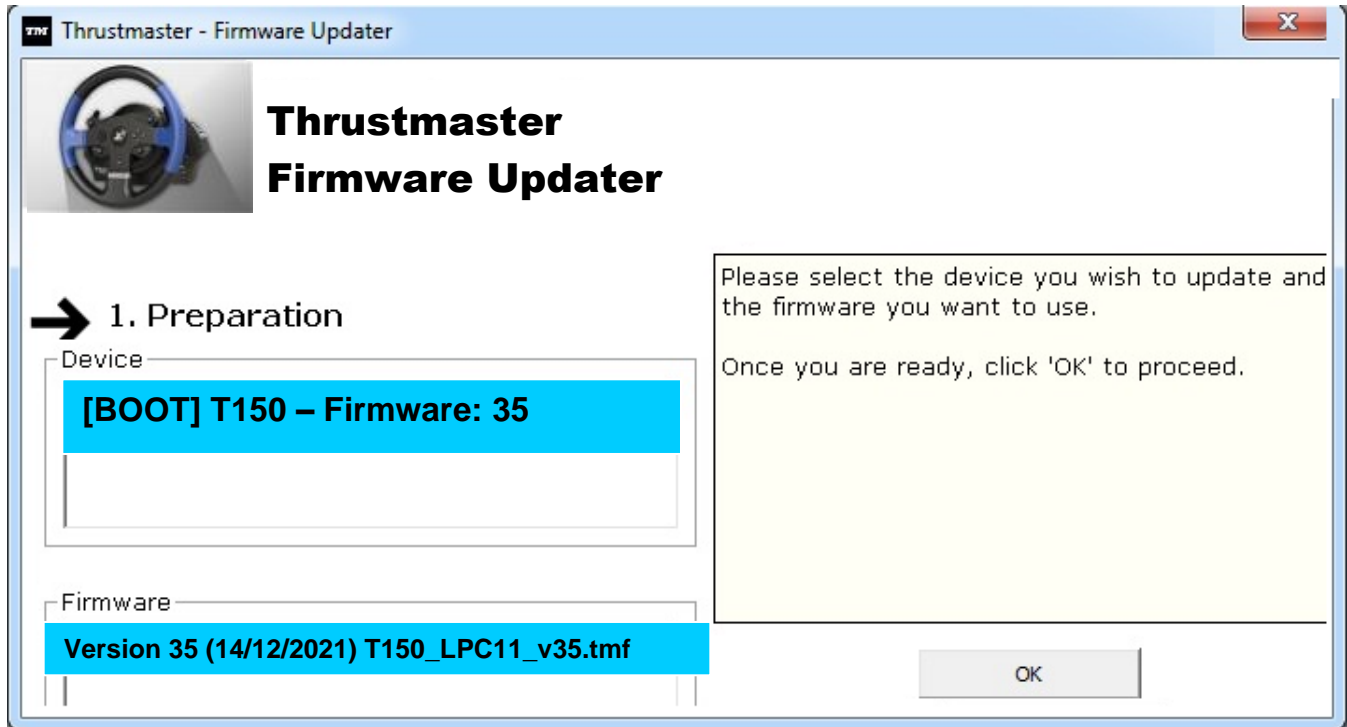 Thrustmaster - Firmware Updater
Thrustmaster
Firmware Updater
1. Preparation
Device
[BOOT] T150 – Firmware: 35
Firmware
Version 35 (14/12/2021) T150_LPC11_v35.tmf
Please select the device you wish to update and
the firmware you want to use.
Once you are ready, click 'OK' to proceed.
OK